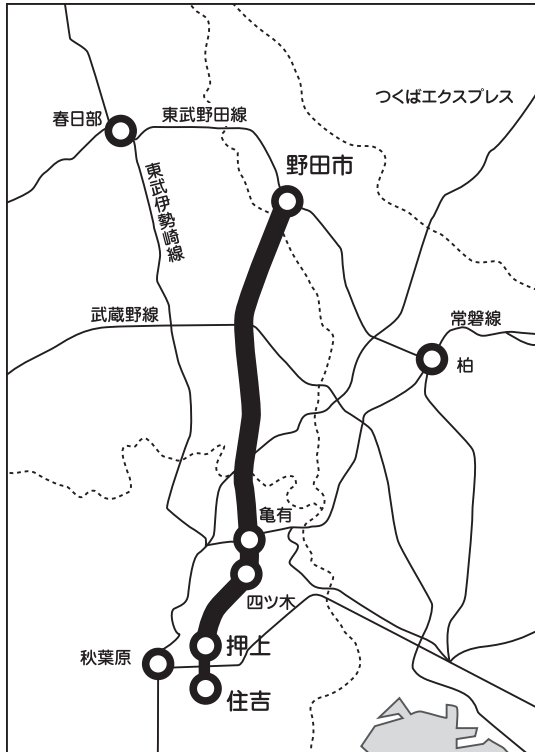 つくばエクスプレス
春日部
東武野田線
野田市
東武伊勢崎線
武蔵野線
常磐線
柏
亀有
四ツ木
押上
秋葉原
住吉